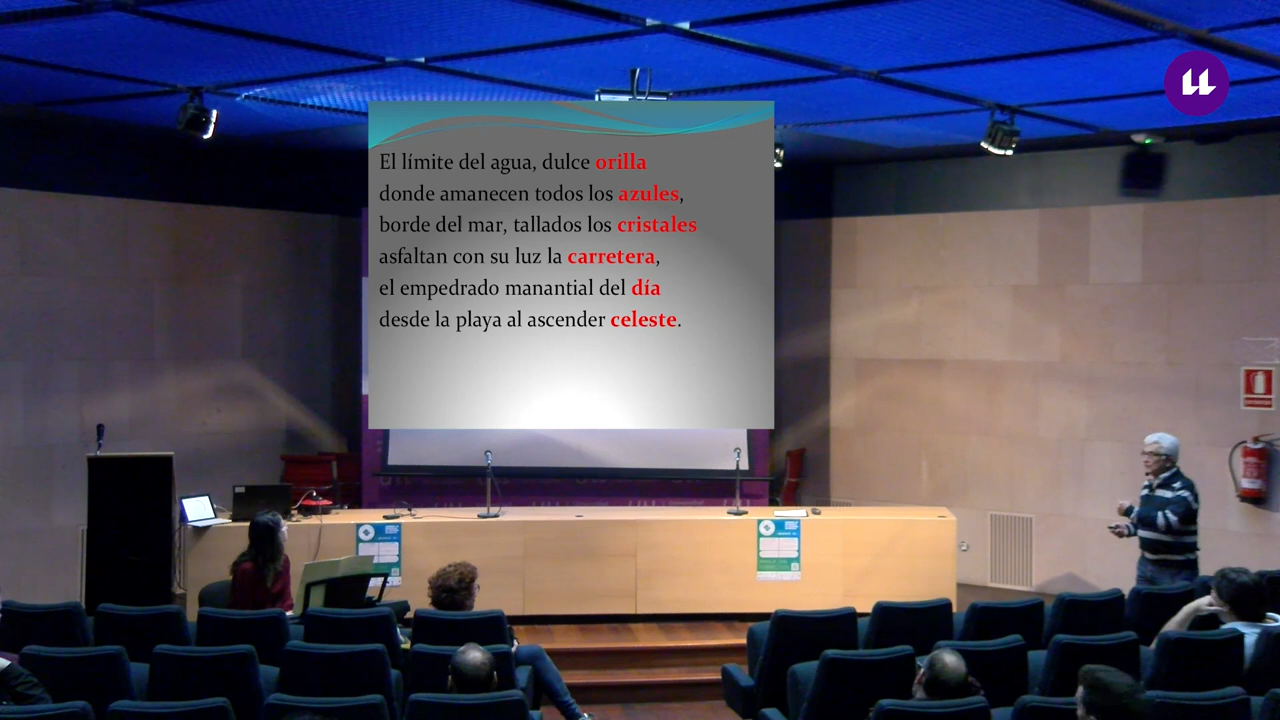 El límite del agua, dulce orilla
donde amanecen todos los azules,
borde del mar, tallados los cristales
asfaltan con su luz la carretera,
el empedrado manantial del día
desde la playa al ascender celeste.